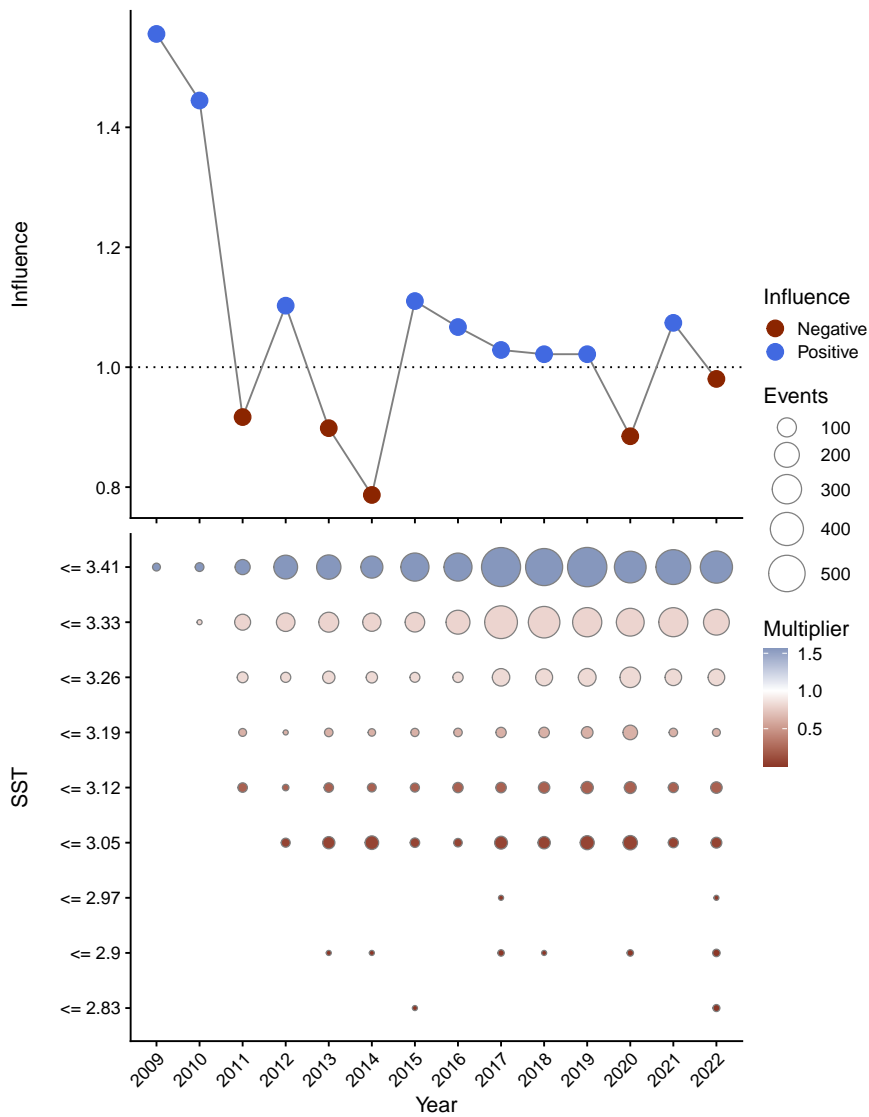 Influence
1.4
1.2
1.0
0.8
SST
<= 3.41
<= 3.33
<= 3.26
<= 3.19
<= 3.12
<= 3.05
<= 2.97
<= 2.9
<= 2.83
2009 2010 2011 2012 2013 2014 2015 2016 2017 2018 2019 2020 2021 2022
Year
Influence
Negative
Positive
Events
100
200
300
400
500
Multiplier
1.5
1.0
0.5